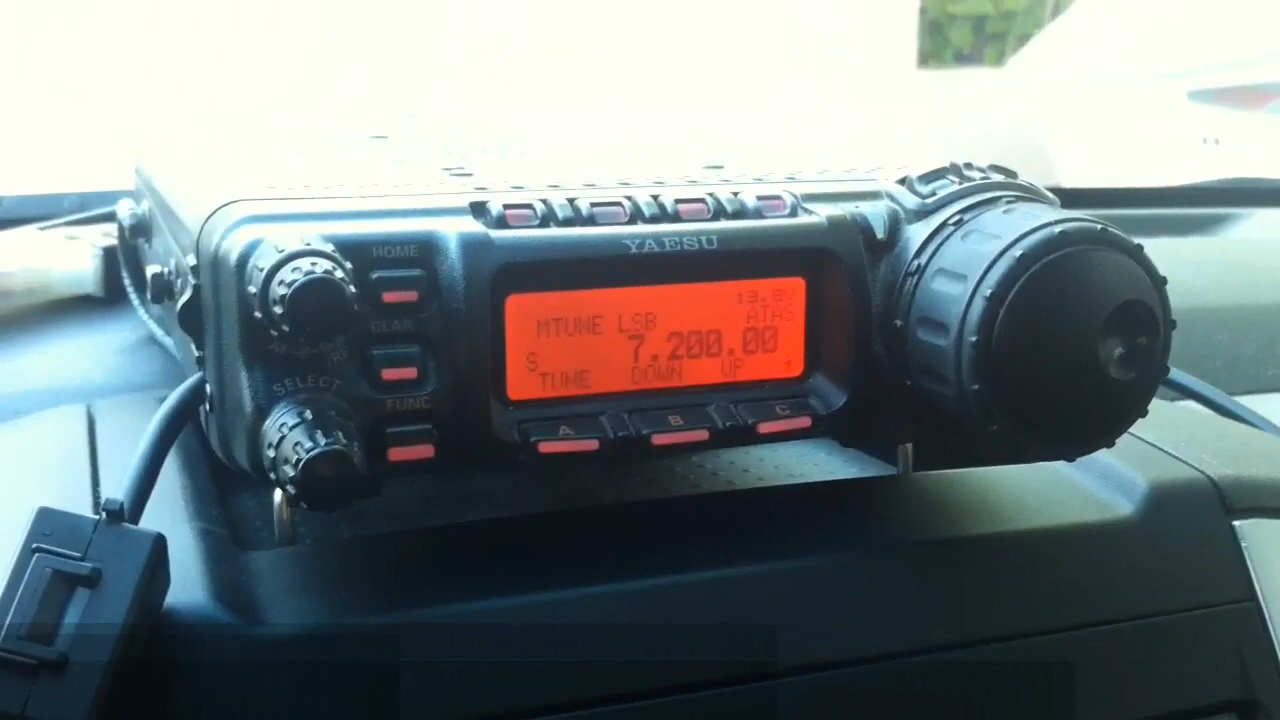 HOME
YAESU
CLAR
13.8V
ATAS
MTUNE LSB
7.200.00
S
TUNE DOWN UP
SELECT
FUNC
A B C